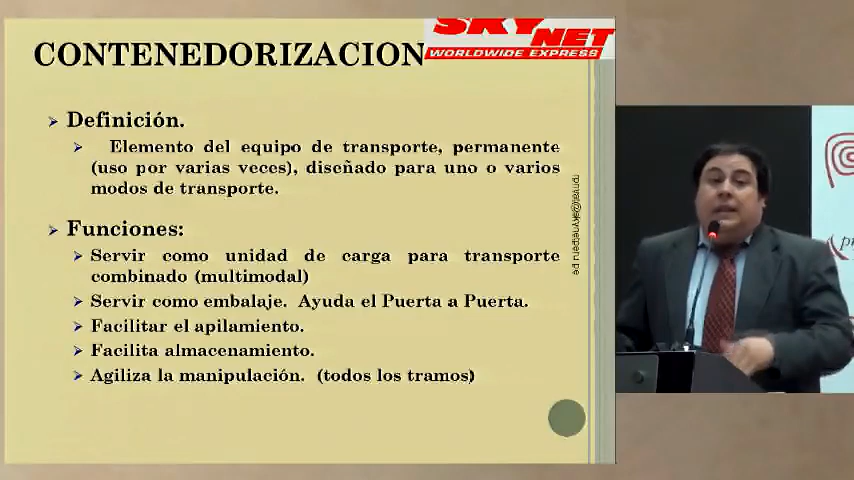 SKYNET
WORLDWIDE EXPRESS
CONTENEDORIZACION
Definición.
Elemento del equipo de transporte, permanente
(uso por varias veces), diseñado para uno o varios
modos de transporte.
Funciones:
Servir como unidad de carga para transporte
combinado (multimodal)
Servir como embalaje. Ayuda el Puerta a Puerta.
Facilitar el apilamiento.
Facilita almacenamiento.
Agiliza la manipulación. (todos los tramos)